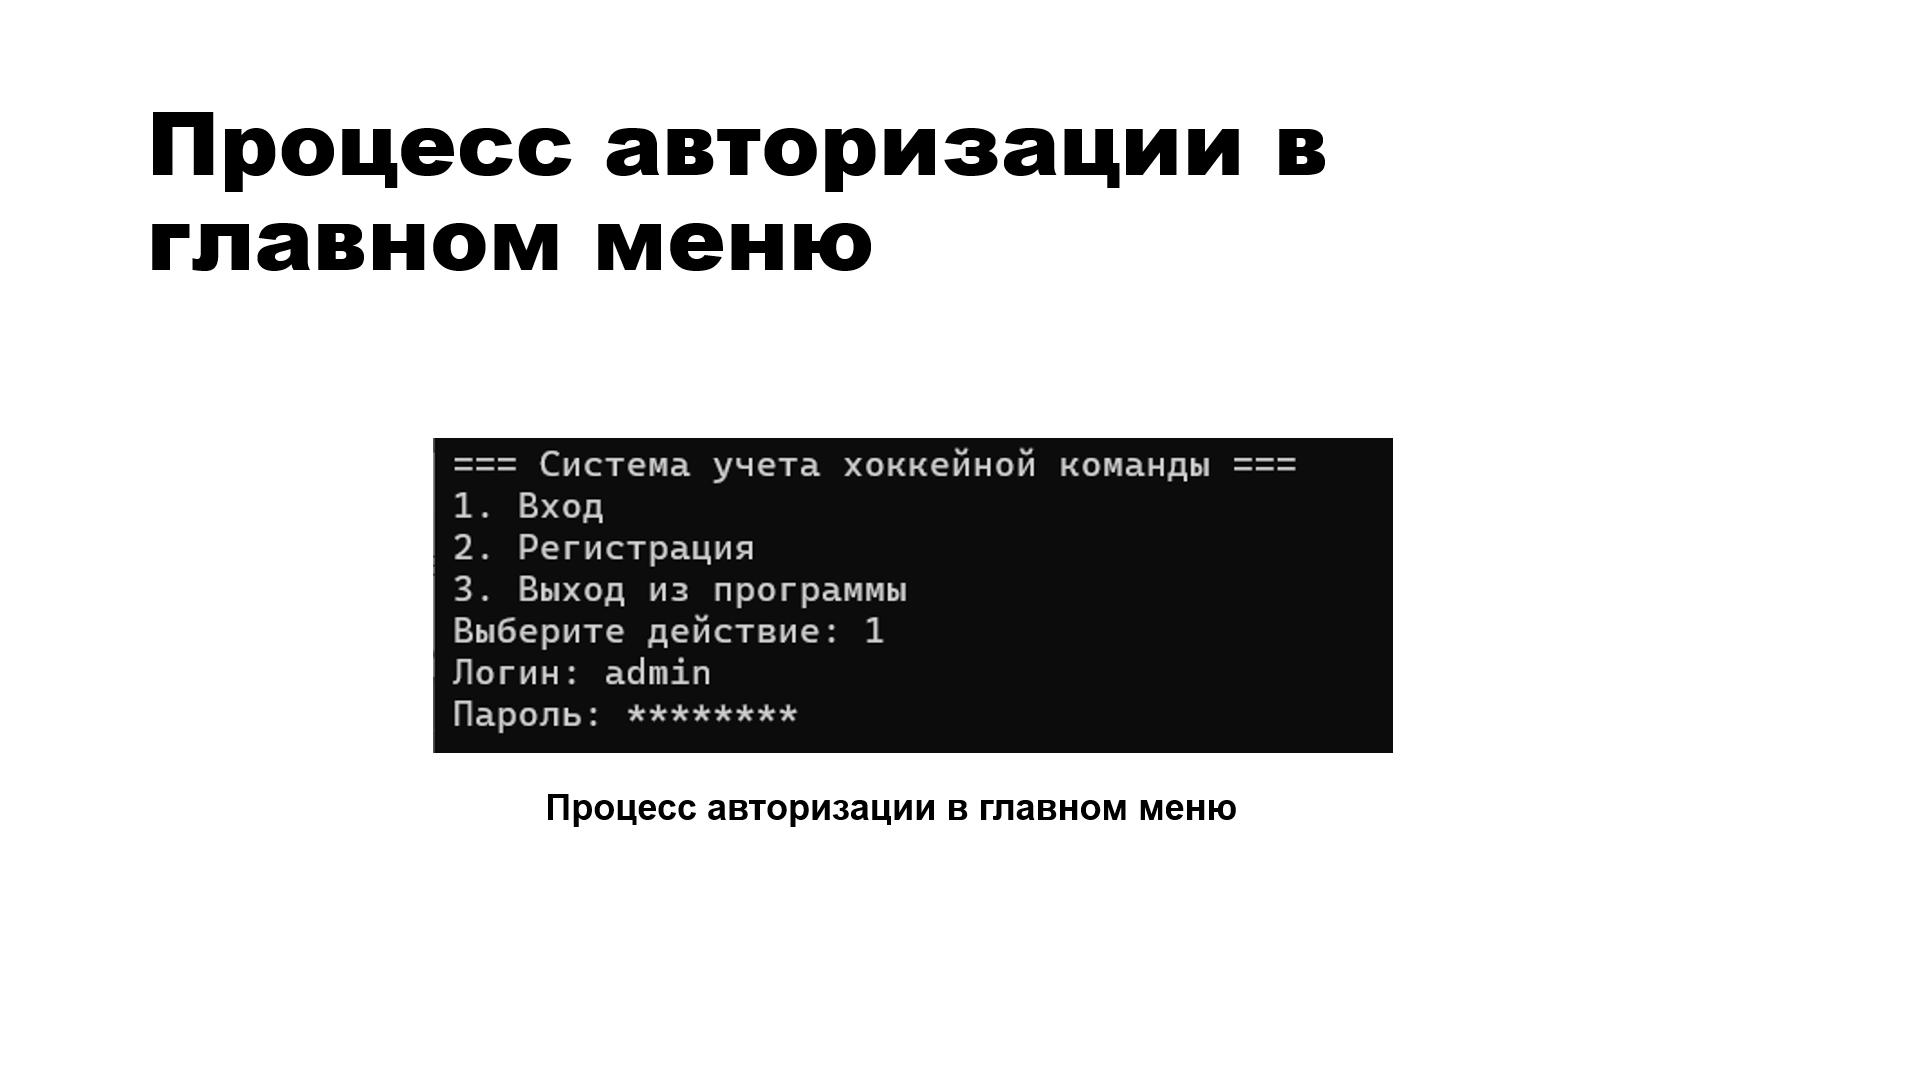 Процесс авторизации в
главном меню
=== Система учета хоккейной команды ===
1. Вход
2. Регистрация
3. Выход из программы
Выберите действие: 1
Логин: admin
Пароль: ********
Процесс авторизации в главном меню